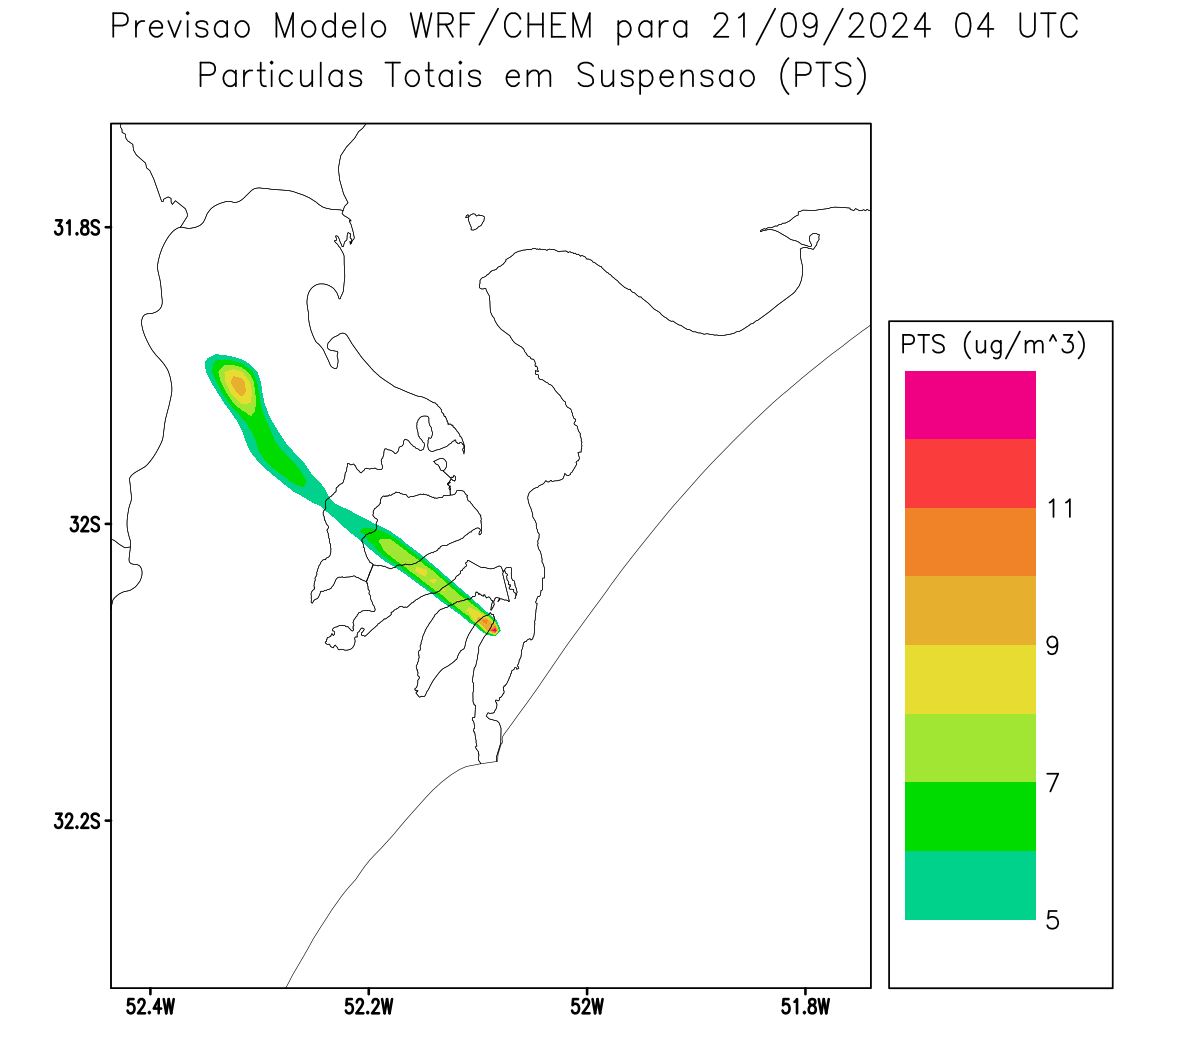 Previsao Modelo WRF/CHEM para 21/09/2024 04 UTC
Particulas Totais em Suspensao (PTS)
31.8S
32S
32.2S
52.4W
52.2W
52W
51.8W
PTS (ug/m^3)
11
9
7
5